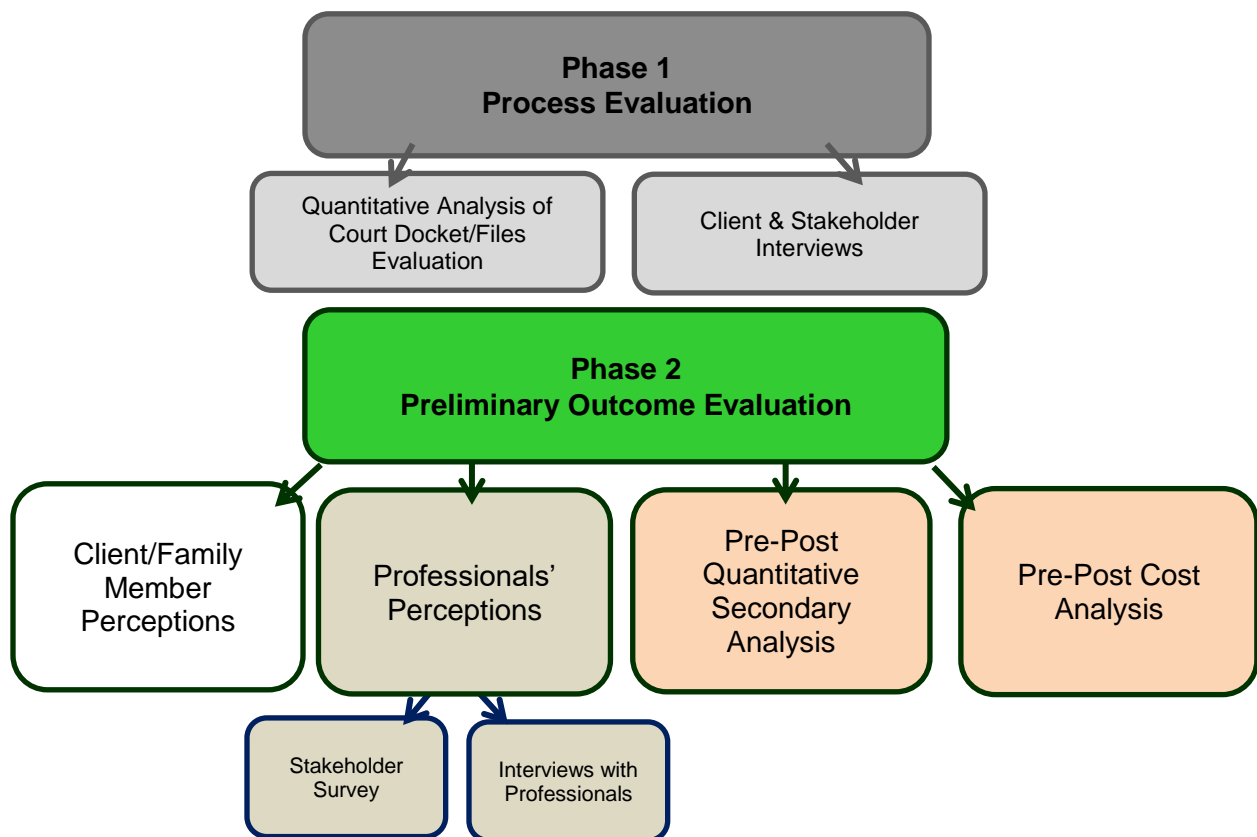 Phase 1
Process Evaluation
Quantitative Analysis of
Court Docket/Files
Evaluation
Client & Stakeholder
Interviews
Phase 2
Preliminary Outcome Evaluation
Client/Family
Member
Perceptions
Professionals’
Perceptions
Pre-Post
Quantitative
Secondary
Analysis
Pre-Post Cost
Analysis
Stakeholder
Survey
Interviews with
Professionals